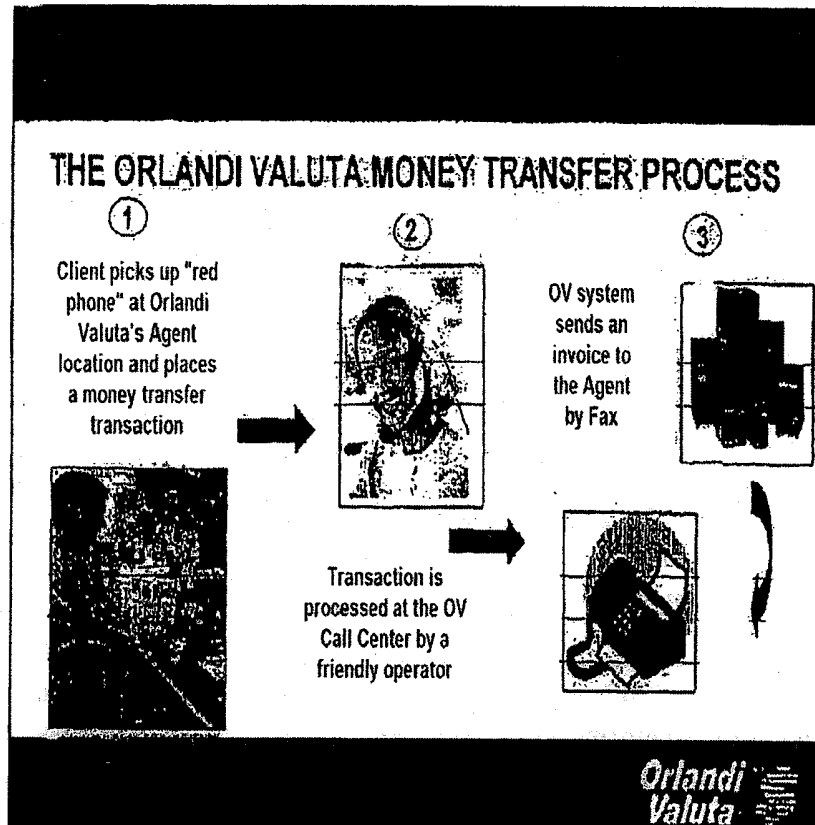 THE ORLANDI VALUTA MONEY TRANSFER PROCESS
1
Client picks up "red
phone" at Orlandi
Valuta's Agent
location and places
a money transfer
transaction
2
Transaction is
processed at the OV
Call Center by a
friendly operator
3
OV system
sends an
invoice to
the Agent
by Fax
Orlandi
Valuta